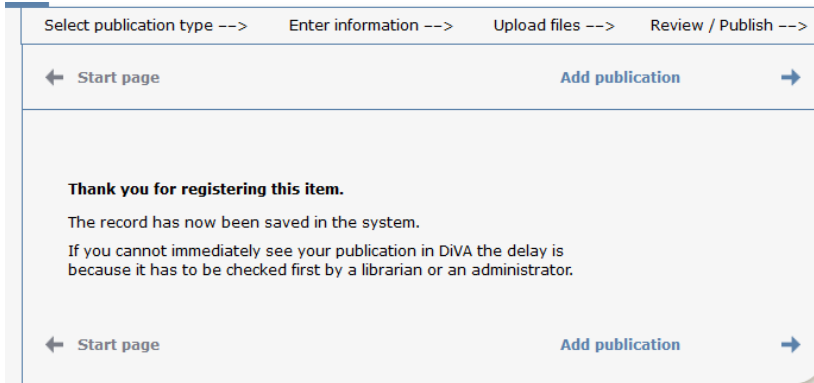 Select publication type --> Enter information --> Upload files --> Review / Publish -->
Start page Add publication
Thank you for registering this item.
The record has now been saved in the system.
If you cannot immediately see your publication in DiVA the delay is
because it has to be checked first by a librarian or an administrator.
Start page Add publication